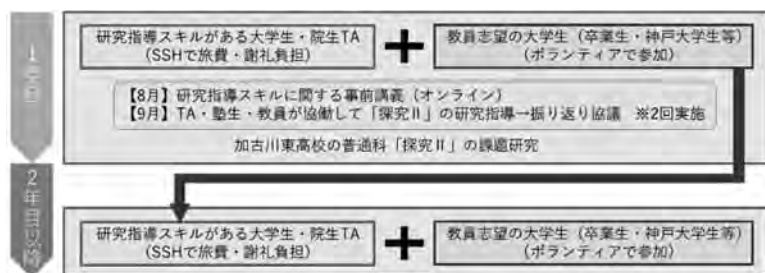 1年目
研究指導スキルがある大学生・院生TA
(SSHで旅費・謝礼負担)
+
教員志望の大学生(卒業生・神戸大学生等)
(ボランティアで参加)
【8月】研究指導スキルに関する事前講義(オンライン)
【9月】TA・塾生・教員が協働して「探究Ⅱ」の研究指導→振り返り協議 ※2回実施
加古川東高校の普通科「探究Ⅱ」の課題研究
2年目以降
研究指導スキルがある大学生・院生TA
(SSHで旅費・謝礼負担)
+
教員志望の大学生(卒業生・神戸大学生等)
(ボランティアで参加)